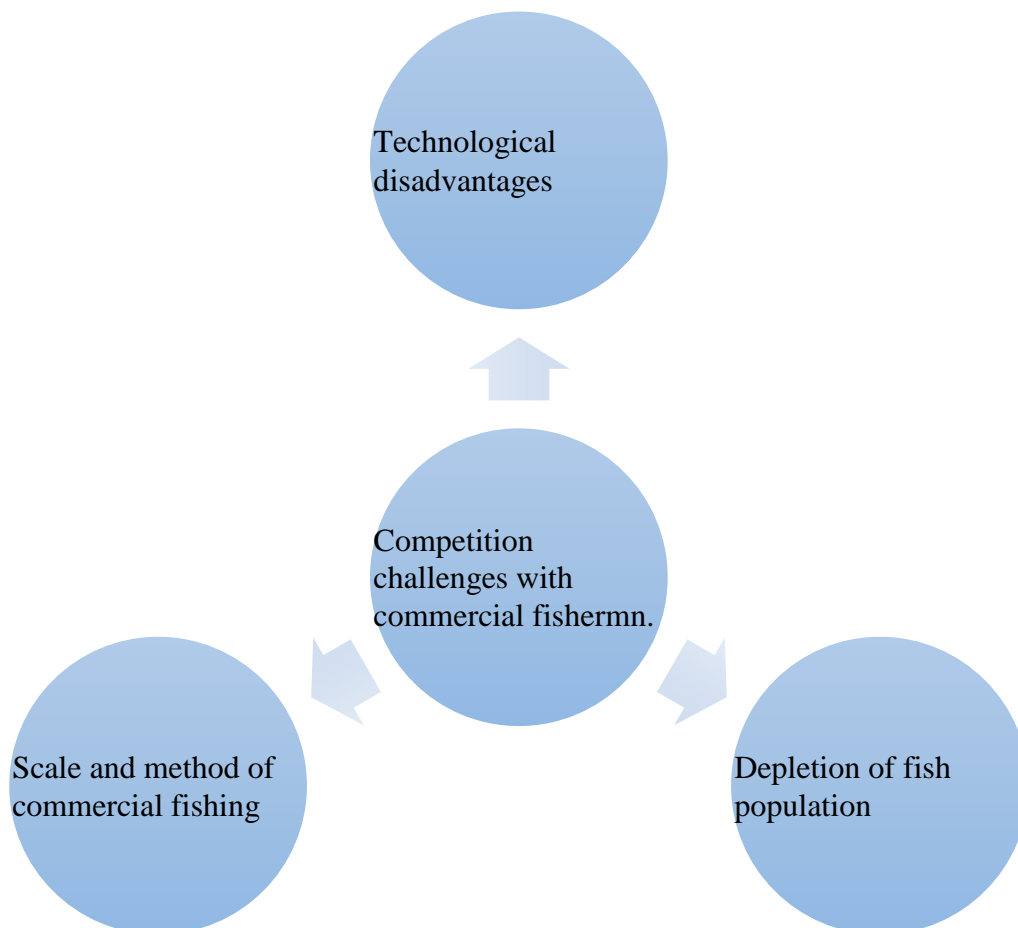 Technological
disadvantages
Competition
challenges with
commercial fishermn.
Scale and method of
commercial fishing
Depletion of fish
population